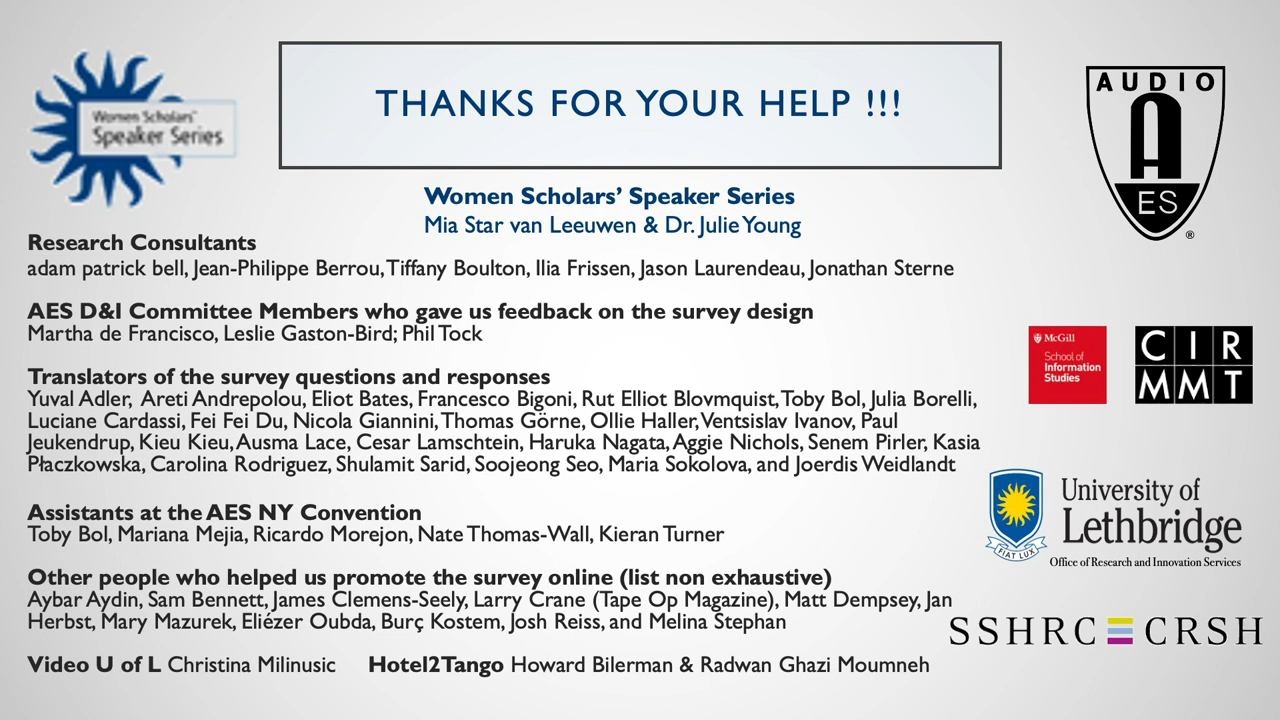 THANKS FOR YOUR HELP !!!
Women Scholars™
Speaker Series
AUDIO
A
ES
®
Women Scholars’ Speaker Series
Mia Star van Leeuwen & Dr. Julie Young
Research Consultants
adam patrick bell, Jean-Philippe Berrou, Tiffany Boulton, Ilia Frissen, Jason Laurendeau, Jonathan Sterne
AES D&I Committee Members who gave us feedback on the survey design
Martha de Francisco, Leslie Gaston-Bird; Phil Tock
McGill
School of
Information
Studies
CIR
MMT
Translators of the survey questions and responses
Yuval Adler, Areti Andrepolou, Eliot Bates, Francesco Bigoni, Rut Elliot Blovmquist, Toby Bol, Julia Borelli,
Luciane Cardassi, Fei Fei Du, Nicola Giannini, Thomas Görne, Ollie Haller, Ventsislav Ivanov, Paul
Jeukendrup, Kieu Kieu, Ausma Lace, Cesar Lamschtein, Haruka Nagata, Aggie Nichols, Senem Pirler, Kasia
Płaczkowska, Carolina Rodriguez, Shulamit Sarid, Soojeong Seo, Maria Sokolova, and Joerdis Weidlandt
University of
Lethbridge
FIAT LUX
Office of Research and Innovation Services
Assistants at the AES NY Convention
Toby Bol, Mariana Mejia, Ricardo Morejon, Nate Thomas-Wall, Kieran Turner
Other people who helped us promote the survey online (list non exhaustive)
Aybar Aydin, Sam Bennett, James Clemens-Seely, Larry Crane (Tape Op Magazine), Matt Dempsey, Jan
Herbst, Mary Mazurek, Eliézer Oubda, Burç Kostem, Josh Reiss, and Melina Stephan
SSHRC CRSH
Video U of L Christina Milinusic Hotel2Tango Howard Bilerman & Radwan Ghazi Moumneh